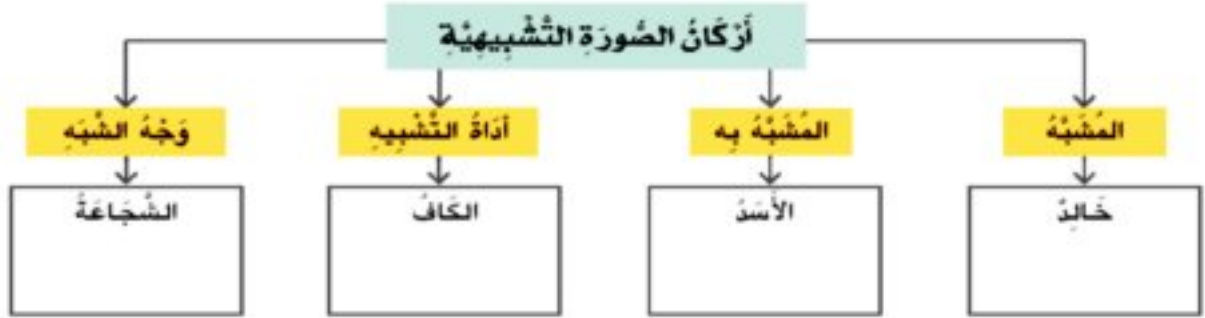 أَرْكَانُ الصُّورَةِ التَّشْبِيهِيَّةِ
المُشَبَّهُ
المُشَبَّهُ بِه
أَدَاةُ التَّشْبِيهِ
وَجْهُ الشَّبَهِ
خَالِدٌ
الأَسَدُ
الكَافُ
الشَّجَاعَةُ